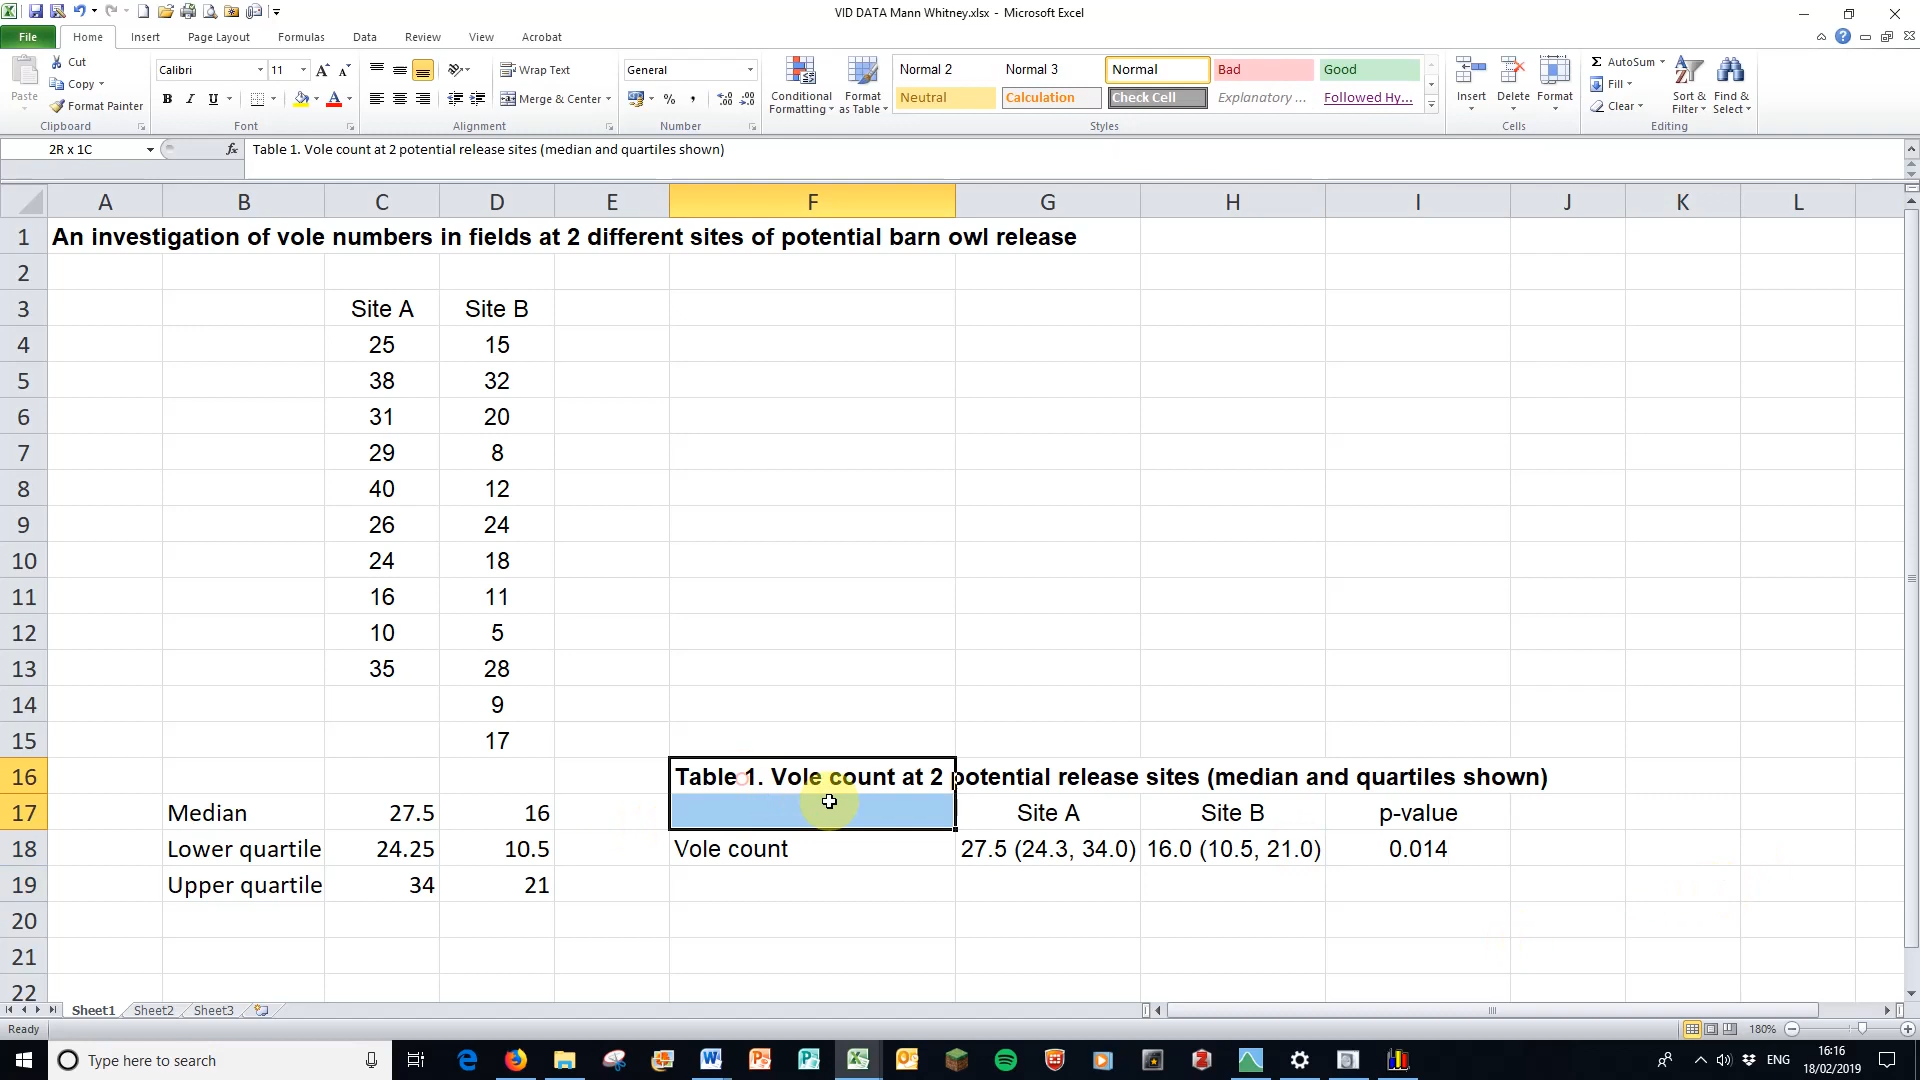 VID DATA Mann Whitney.xlsx - Microsoft Excel
File Home Insert Page Layout Formulas Data Review View Acrobat
Paste
Cut
Copy
Format Painter
Clipboard
Calibri 11
B I U
Font
Wrap Text
Merge & Center
Alignment
General
%
Number
Conditional Formatting
Format as Table
Normal 2 Normal 3 Normal Bad Good
Neutral Calculation Check Cell Explanatory ... Followed Hy...
Styles
Insert Delete Format
Cells
AutoSum
Fill
Clear
Sort & Filter
Find & Select
Editing
2R x 1C fx Table 1. Vole count at 2 potential release sites (median and quartiles shown)
A B C D E F G H I J K L
1 An investigation of vole numbers in fields at 2 different sites of potential barn owl release
2
3 Site A Site B
4 25 15
5 38 32
6 31 20
7 29 8
8 40 12
9 26 24
10 24 18
11 16 11
12 10 5
13 35 28
14 9
15 17
16 Table 1. Vole count at 2 potential release sites (median and quartiles shown)
17 Median 27.5 16 Site A Site B p-value
18 Lower quartile 24.25 10.5 Vole count 27.5 (24.3, 34.0) 16.0 (10.5, 21.0) 0.014
19 Upper quartile 34 21
20
21
22
Sheet1 Sheet2 Sheet3
Ready 180%
Type here to search
ENG
16:16
18/02/2019